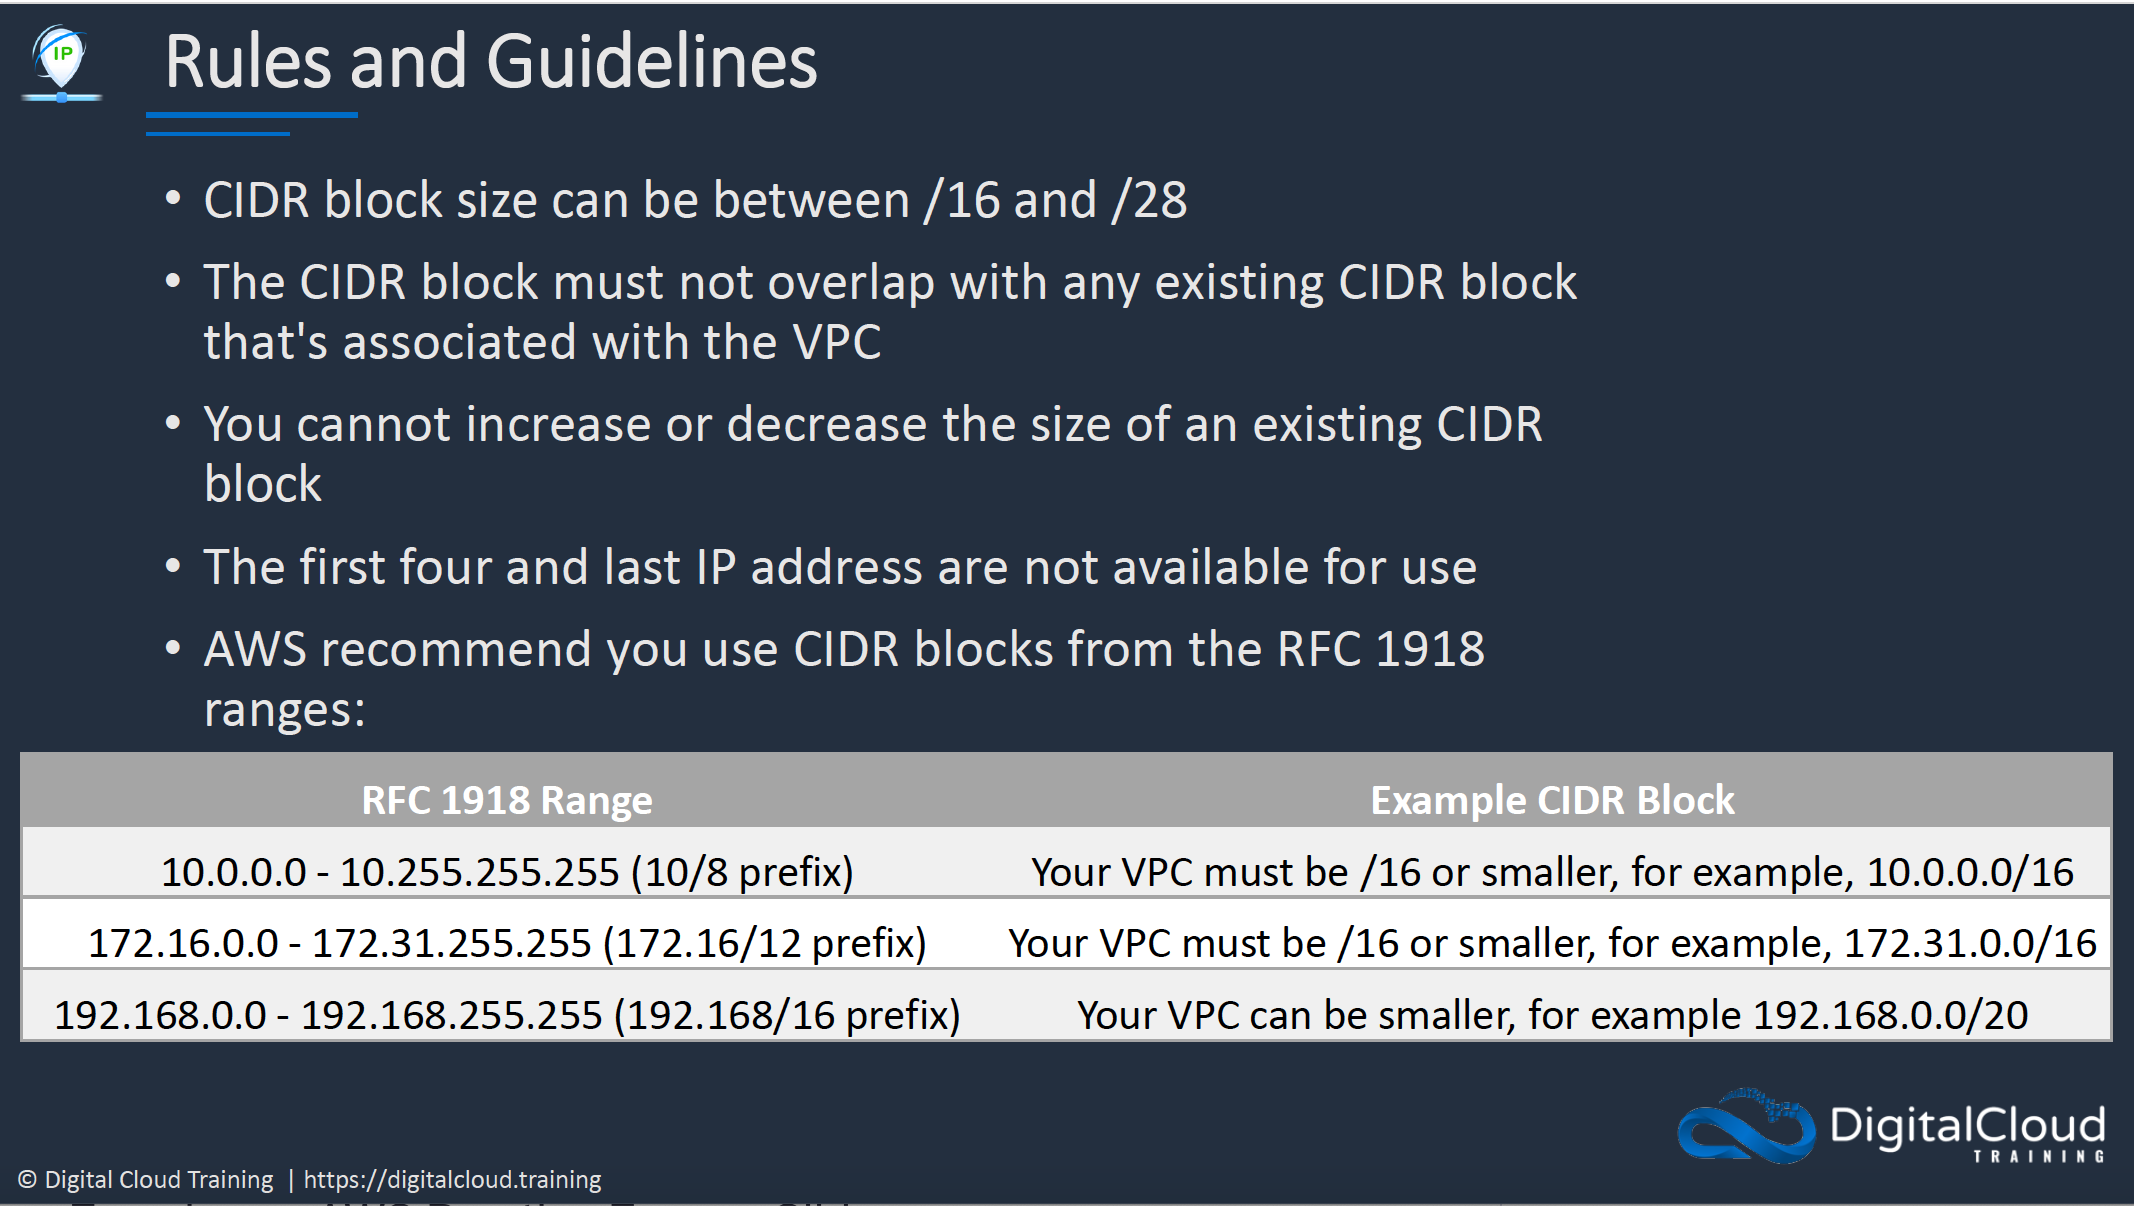 IP
Rules and Guidelines
• CIDR block size can be between /16 and /28
• The CIDR block must not overlap with any existing CIDR block
that's associated with the VPC
• You cannot increase or decrease the size of an existing CIDR
block
• The first four and last IP address are not available for use
• AWS recommend you use CIDR blocks from the RFC 1918
ranges:
RFC 1918 Range Example CIDR Block
10.0.0.0 - 10.255.255.255 (10/8 prefix) Your VPC must be /16 or smaller, for example, 10.0.0.0/16
172.16.0.0 - 172.31.255.255 (172.16/12 prefix) Your VPC must be /16 or smaller, for example, 172.31.0.0/16
192.168.0.0 - 192.168.255.255 (192.168/16 prefix) Your VPC can be smaller, for example 192.168.0.0/20
DigitalCloud
TRAINING
© Digital Cloud Training | https://digitalcloud.training